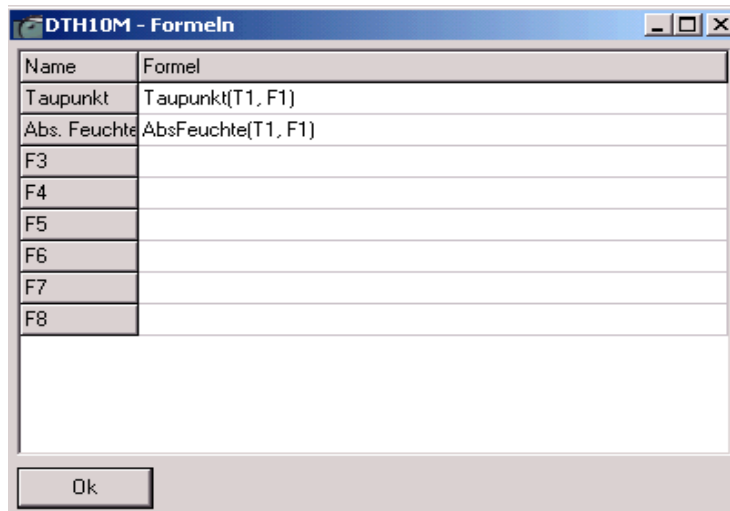 DTH10M - Formeln
Name Formel
Taupunkt Taupunkt(T1, F1)
Abs. Feuchte AbsFeuchte(T1, F1)
F3
F4
F5
F6
F7
F8
Ok